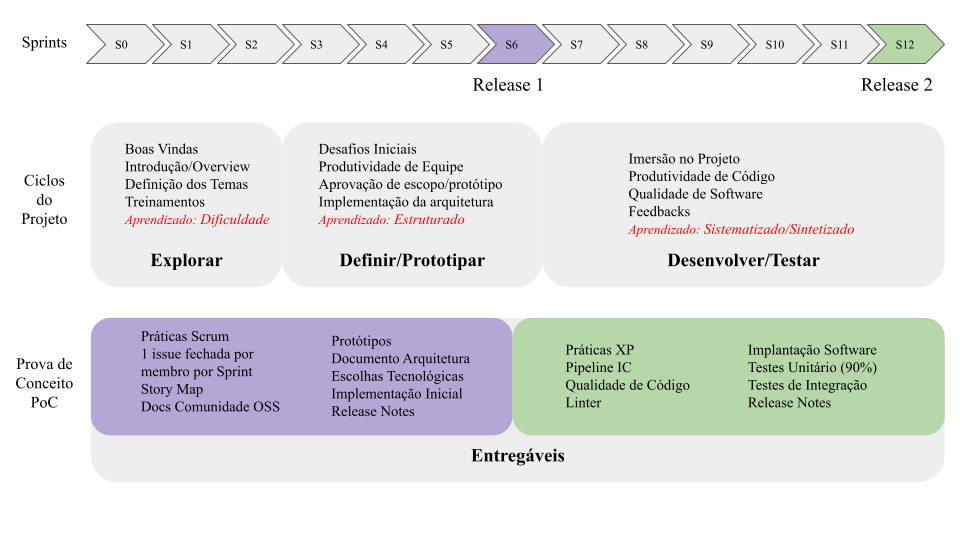 Sprints
S0
S1
S2
S3
S4
S5
S6
S7
S8
S9
S10
S11
S12
Release 1
Release 2
Ciclos
do
Projeto
Boas Vindas
Introdução/Overview
Definição dos Temas
Treinamentos
Aprendizado: Dificuldade
Explorar
Desafios Iniciais
Produtividade de Equipe
Aprovação de escopo/protótipo
Implementação da arquitetura
Aprendizado: Estruturado
Definir/Prototipar
Imersão no Projeto
Produtividade de Código
Qualidade de Software
Feedbacks
Aprendizado: Sistematizado/Sintetizado
Desenvolver/Testar
Prova de
Conceito
PoC
Práticas Scrum
1 issue fechada por
membro por Sprint
Story Map
Docs Comunidade OSS
Protótipos
Documento Arquitetura
Escolhas Tecnológicas
Implementação Inicial
Release Notes
Práticas XP
Pipeline IC
Qualidade de Código
Linter
Implantação Software
Testes Unitário (90%)
Testes de Integração
Release Notes
Entregáveis